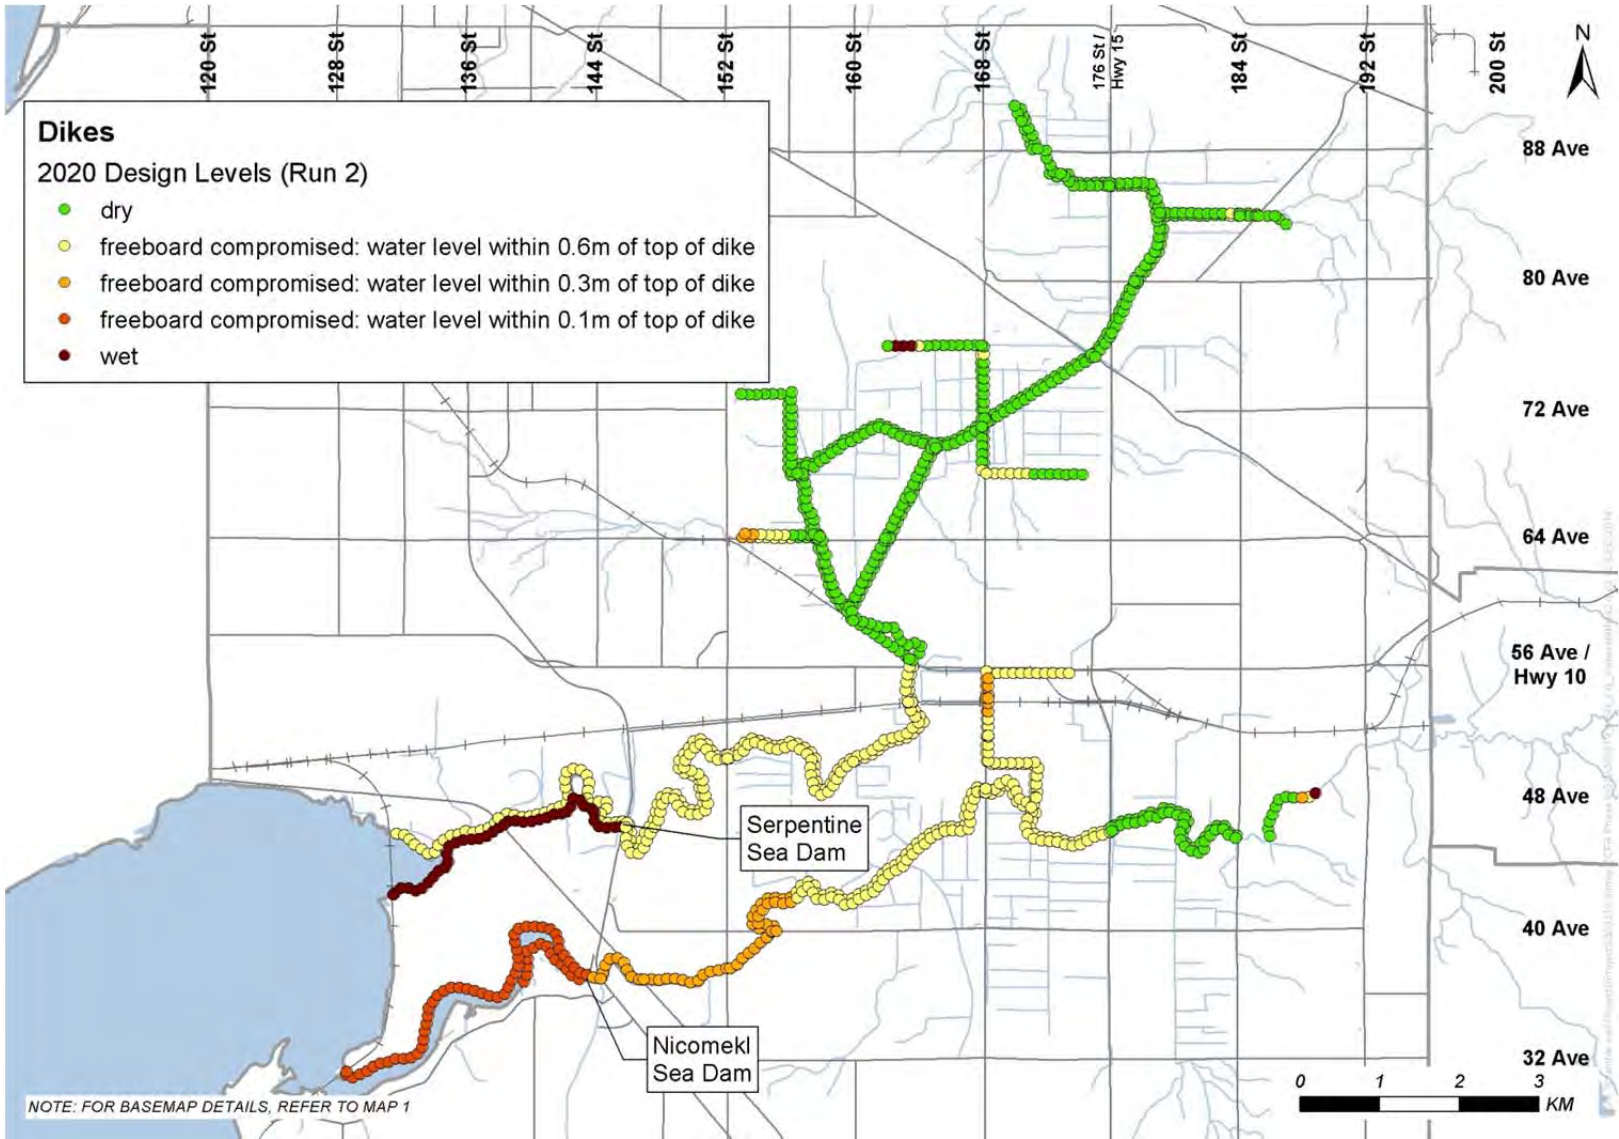 120 St
128 St
136 St
144 St
152 St
160 St
168 St
176 St /
Hwy 15
184 St
192 St
200 St
N
Dikes
2020 Design Levels (Run 2)
dry
freeboard compromised: water level within 0.6m of top of dike
freeboard compromised: water level within 0.3m of top of dike
freeboard compromised: water level within 0.1m of top of dike
wet
88 Ave
80 Ave
72 Ave
64 Ave
56 Ave /
Hwy 10
48 Ave
Serpentine
Sea Dam
40 Ave
Nicomekl
Sea Dam
32 Ave
0 1 2 3
KM
NOTE: FOR BASEMAP DETAILS, REFER TO MAP 1